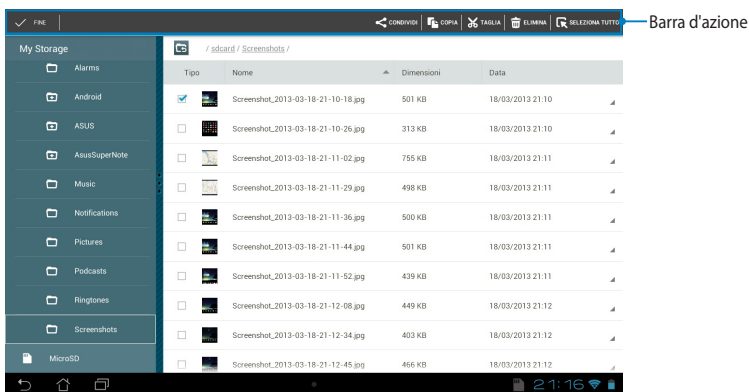 FINE CONDIVIDI COPIA TAGLIA ELIMINA SELEZIONA TUTTO Barra d'azione
My Storage / sdcard / Screenshots /
Alarms Tipo Nome Dimensioni Data
Android Screenshot_2013-03-18-21-10-18.jpg 501 KB 18/03/2013 21:10
ASUS Screenshot_2013-03-18-21-10-26.jpg 313 KB 18/03/2013 21:10
AsusSuperNote Screenshot_2013-03-18-21-11-02.jpg 755 KB 18/03/2013 21:11
Music Screenshot_2013-03-18-21-11-29.jpg 498 KB 18/03/2013 21:11
Notifications Screenshot_2013-03-18-21-11-36.jpg 500 KB 18/03/2013 21:11
Pictures Screenshot_2013-03-18-21-11-44.jpg 501 KB 18/03/2013 21:11
Podcasts Screenshot_2013-03-18-21-11-52.jpg 439 KB 18/03/2013 21:11
Ringtones Screenshot_2013-03-18-21-12-08.jpg 449 KB 18/03/2013 21:12
Screenshots Screenshot_2013-03-18-21-12-34.jpg 403 KB 18/03/2013 21:12
MicroSD Screenshot_2013-03-18-21-12-45.jpg 466 KB 18/03/2013 21:12
21:16